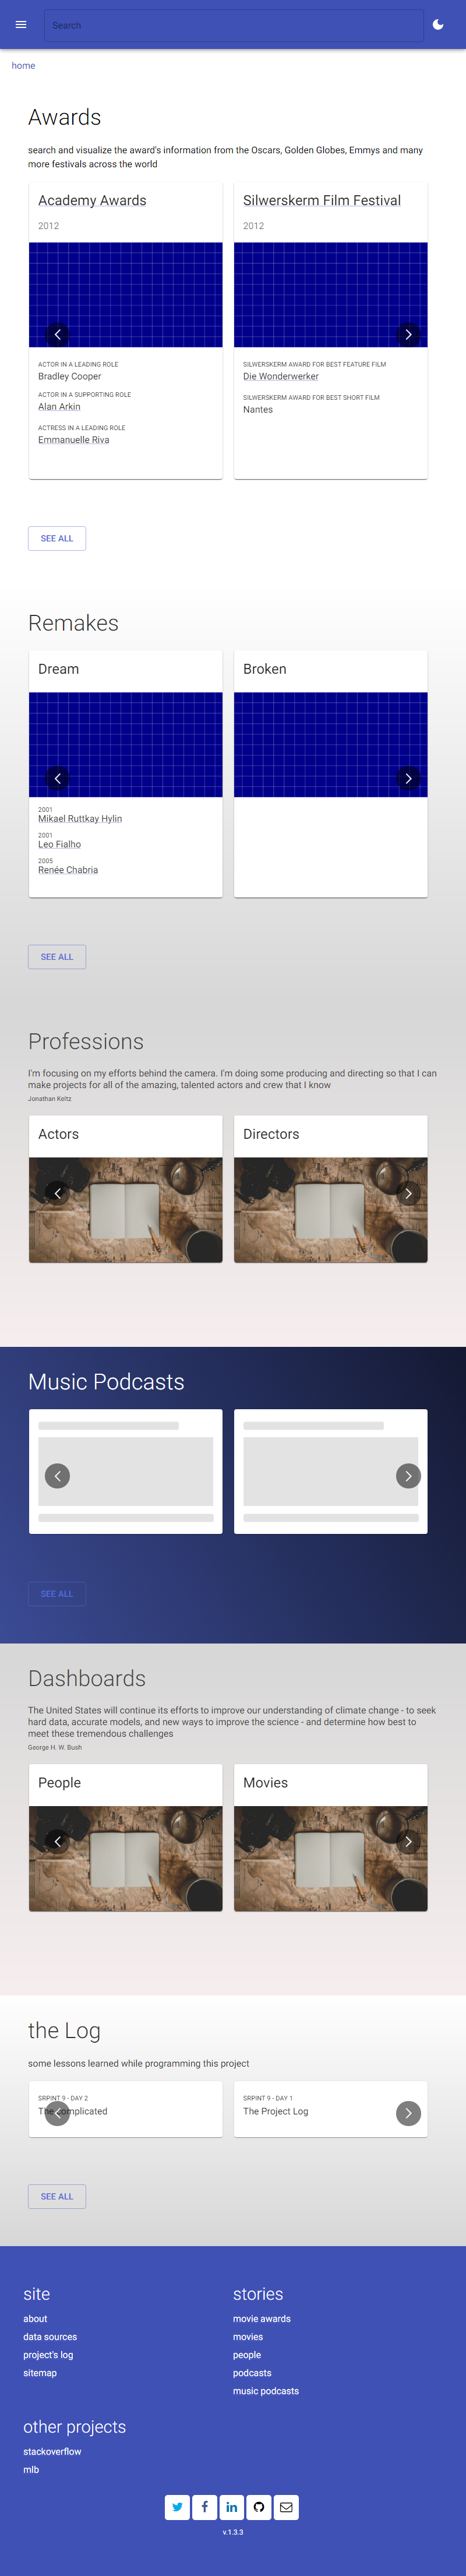 Search
home
Awards
search and visualize the award's information from the Oscars, Golden Globes, Emmys and many
more festivals across the world
Academy Awards
2012
ACTOR IN A LEADING ROLE
Bradley Cooper
ACTOR IN A SUPPORTING ROLE
Alan Arkin
ACTRESS IN A LEADING ROLE
Emmanuelle Riva
Silwerskerm Film Festival
2012
SILWERSKERM AWARD FOR BEST FEATURE FILM
Die Wonderwerker
SILWERSKERM AWARD FOR BEST SHORT FILM
Nantes
SEE ALL
Remakes
Dream
2001
Mikael Ruttkay Hylin
2001
Leo Fialho
2005
Renée Chabria
Broken
SEE ALL
Professions
I'm focusing on my efforts behind the camera. I'm doing some producing and directing so that I can
make projects for all of the amazing, talented actors and crew that I know
Jonathan Keltz
Actors
Directors
Music Podcasts
SEE ALL
Dashboards
The United States will continue its efforts to improve our understanding of climate change - to seek
hard data, accurate models, and new ways to improve the science - and determine how best to
meet these tremendous challenges
George H. W. Bush
People
Movies
the Log
some lessons learned while programming this project
SRPINT 9 - DAY 2
The complicated
SRPINT 9 - DAY 1
The Project Log
SEE ALL
site
about
data sources
project's log
sitemap
stories
movie awards
movies
people
podcasts
music podcasts
other projects
stackoverflow
mlb
v.1.3.3